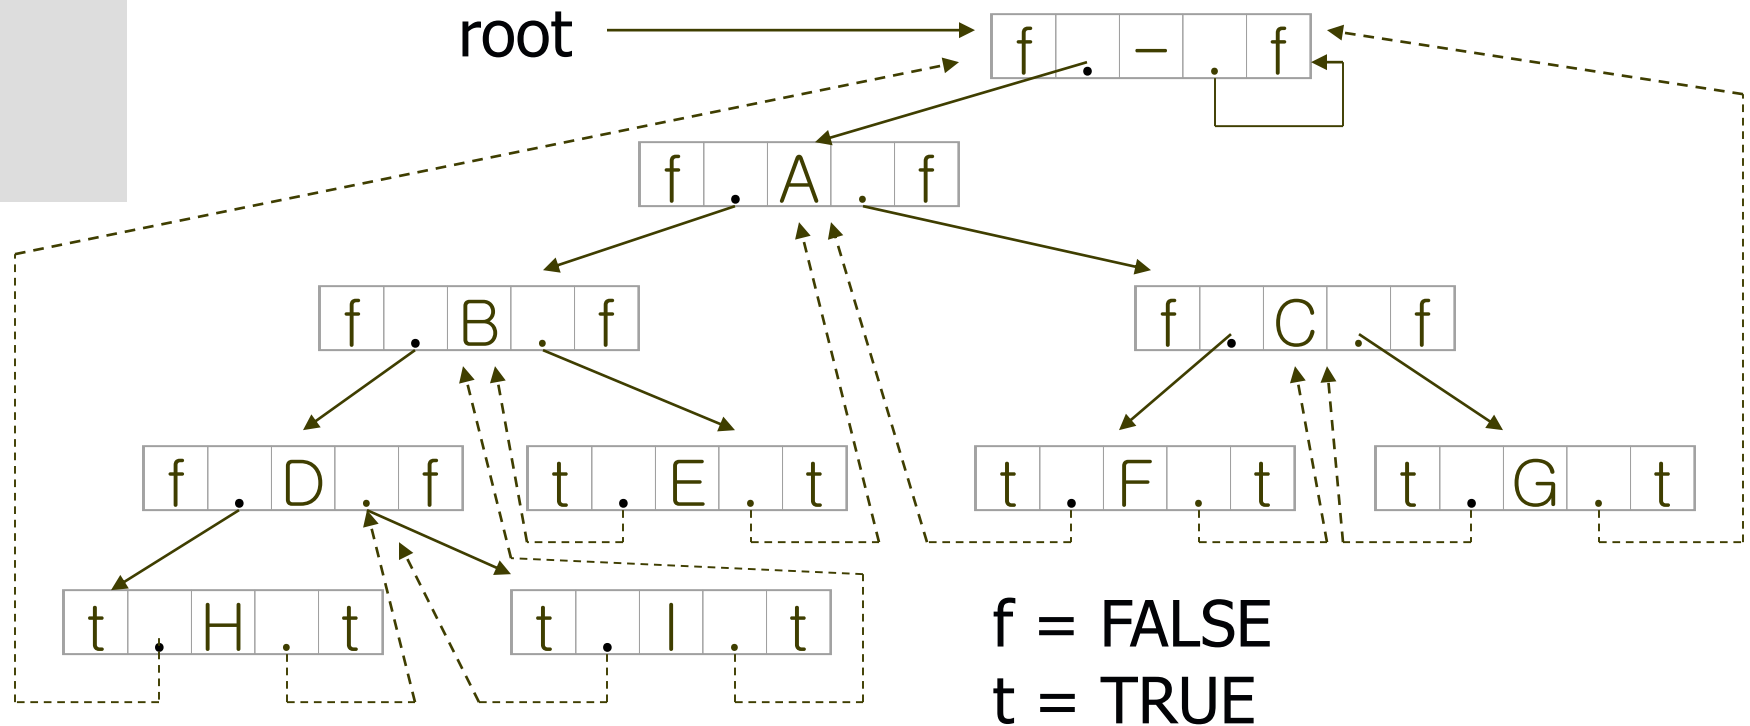 root
f . – . f
f . A . f
f . B . f
f . C . f
f . D . f
t . E . t
t . F . t
t . G . t
t . H . t
t . I . t
f = FALSE
t = TRUE